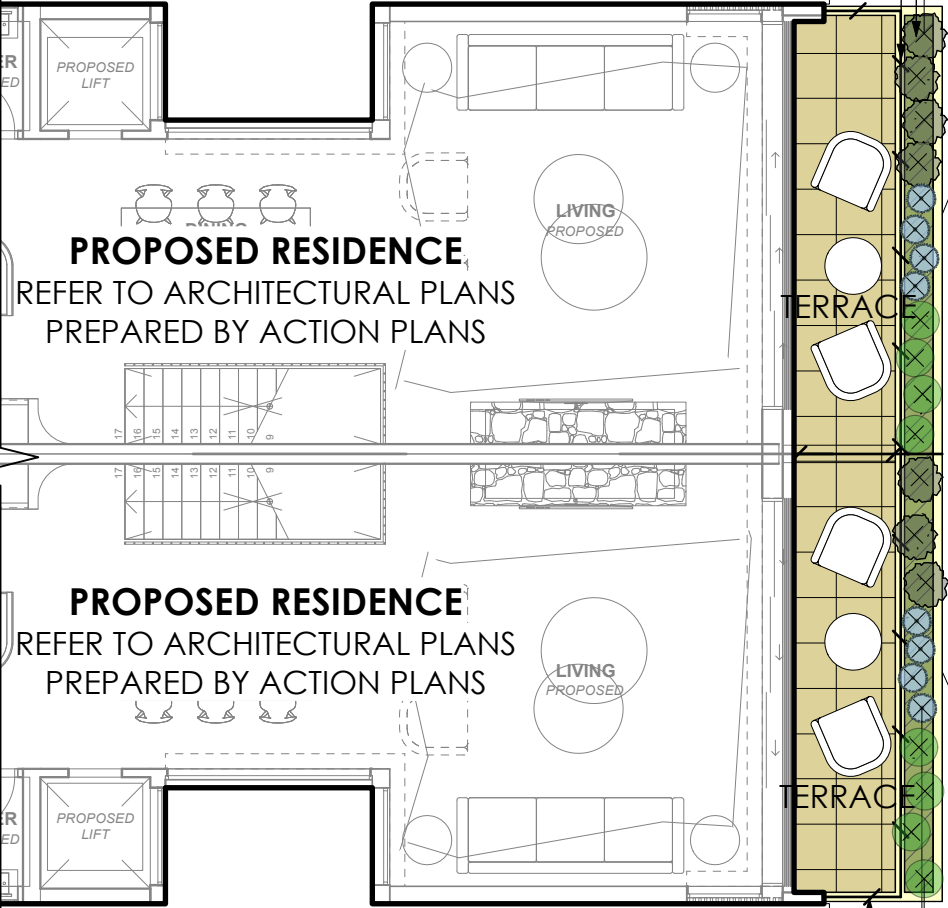 PROPOSED
LIFT
LIVING
PROPOSED
PROPOSED RESIDENCE
REFER TO ARCHITECTURAL PLANS
PREPARED BY ACTION PLANS
TERRACE
17 16 15 14 13 12 11 10 9
17 16 15 14 13 12 11 10 9
PROPOSED RESIDENCE
REFER TO ARCHITECTURAL PLANS
PREPARED BY ACTION PLANS
LIVING
PROPOSED
TERRACE
PROPOSED
LIFT